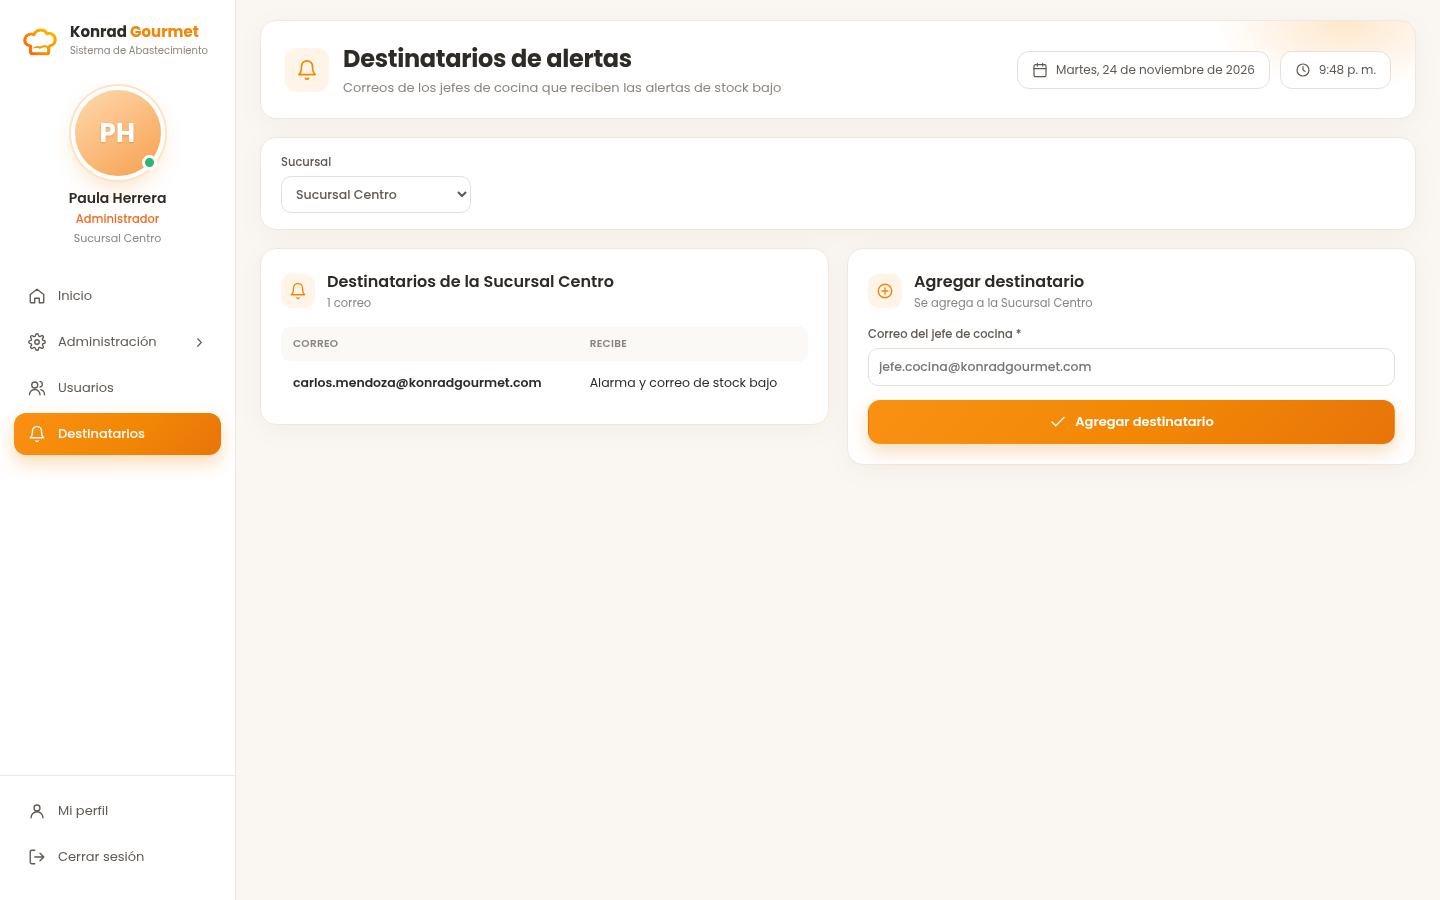 Konrad Gourmet
Sistema de Abastecimiento
PH
Paula Herrera
Administrador
Sucursal Centro
Inicio
Administración
Usuarios
Destinatarios
Mi perfil
Cerrar sesión
Destinatarios de alertas
Correos de los jefes de cocina que reciben las alertas de stock bajo
Martes, 24 de noviembre de 2026
9:48 p. m.
Sucursal
Sucursal Centro
Destinatarios de la Sucursal Centro
1 correo
CORREO RECIBE
carlos.mendoza@konradgourmet.com Alarma y correo de stock bajo
Agregar destinatario
Se agrega a la Sucursal Centro
Correo del jefe de cocina *
jefe.cocina@konradgourmet.com
Agregar destinatario